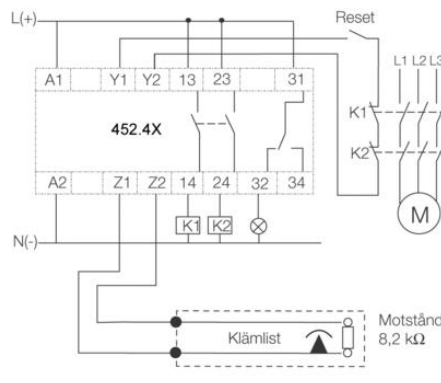 L(+)
Reset
L1 L2 L3
A1 Y1 Y2 13 23 31
K1
452.4X
K2
A2 Z1 Z2 14 24 32 34
K1 K2
M
N(-)
Motstånd
Klämlist
8,2 kΩ